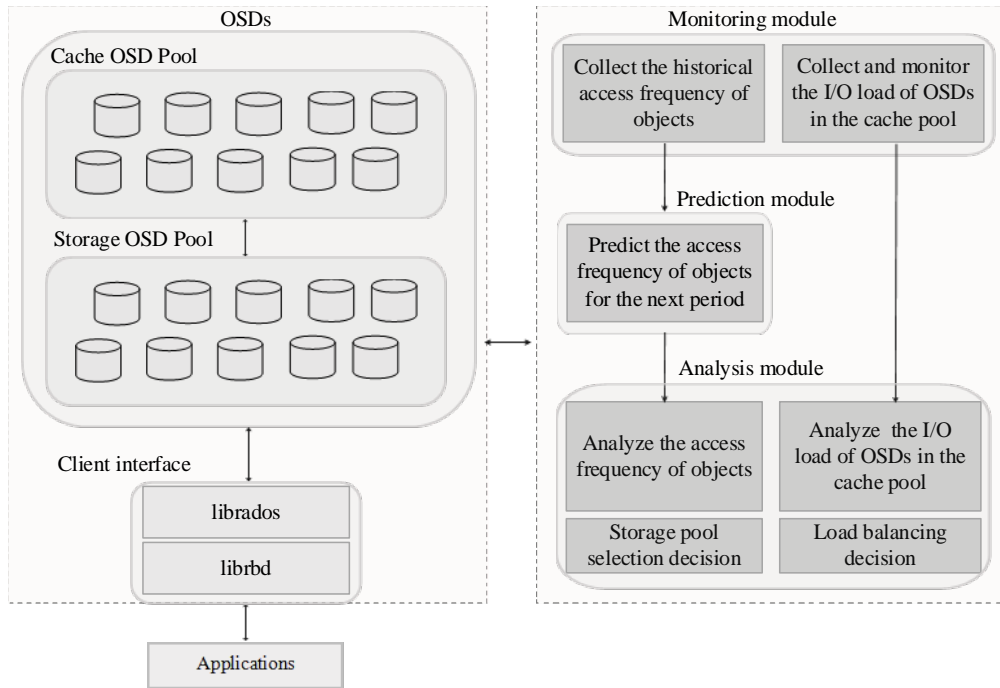 OSDs
Cache OSD Pool
Storage OSD Pool
Client interface
librados
librbd
Applications
Monitoring module
Collect the historical
access frequency of
objects
Collect and monitor
the I/O load of OSDs
in the cache pool
Prediction module
Predict the access
frequency of objects
for the next period
Analysis module
Analyze the access
frequency of objects
Analyze the I/O
load of OSDs in the
cache pool
Storage pool
selection decision
Load balancing
decision